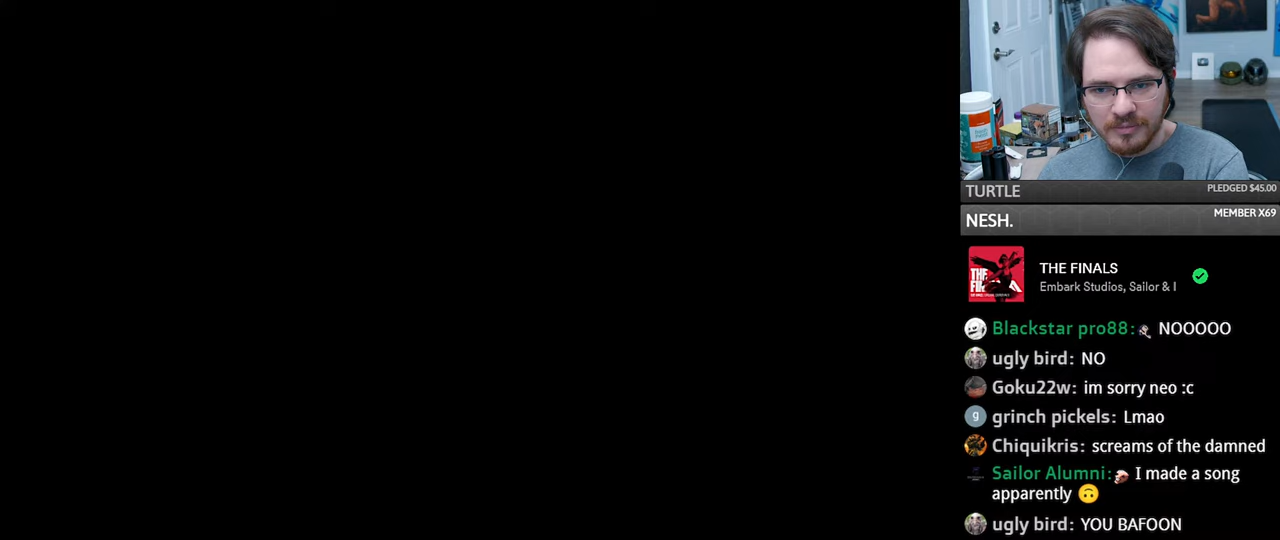 TURTLE PLEDGED $45.00
NESH. MEMBER X69
THE FINALS
Embark Studios, Sailor & I
Blackstar pro88: NOOOOO
ugly bird: NO
Goku22w: im sorry neo :c
g grinch pickels: Lmao
Chiquikris: screams of the damned
Sailor Alumni: I made a song
apparently 🙃
ugly bird: YOU BAFOON